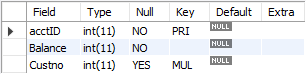 Field Type Null Key Default Extra
acctID int(11) NO PRI NULL
Balance int(11) NO NULL
Custno int(11) YES MUL NULL